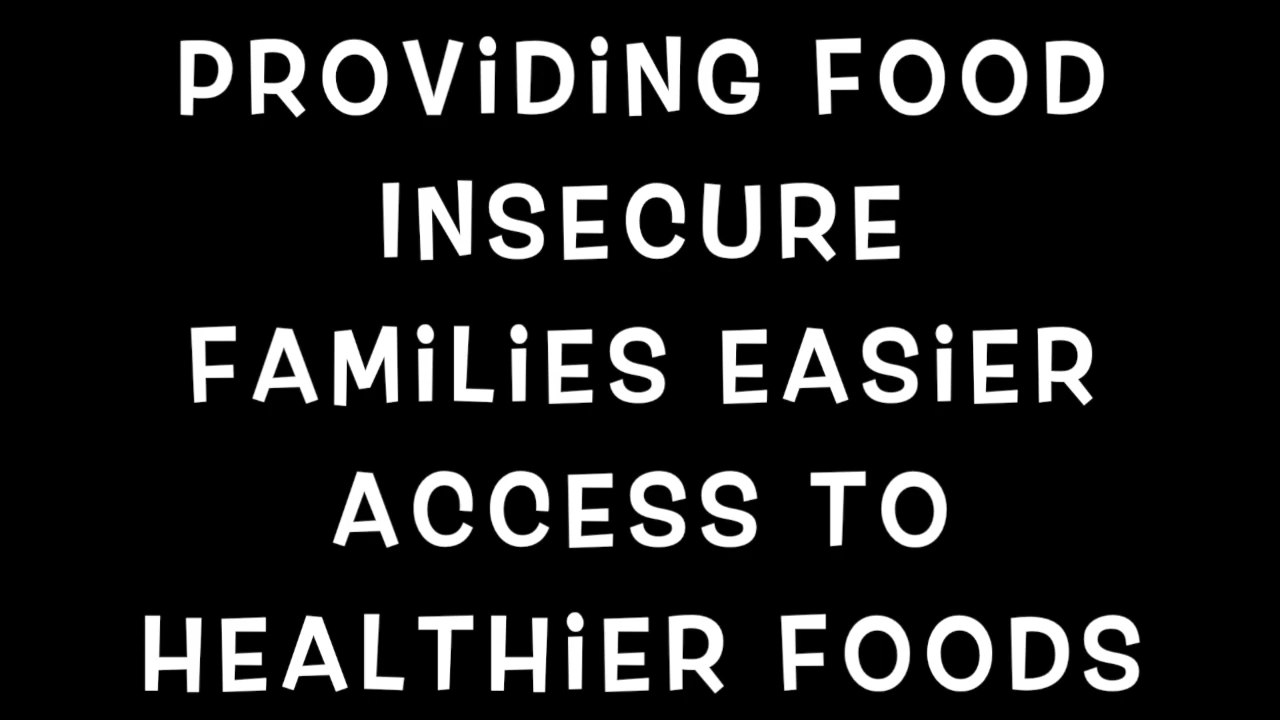 PROViDiNG FOOD
INSECURE
FAMiLiES EASiER
ACCESS TO
HEALTHiER FOODS